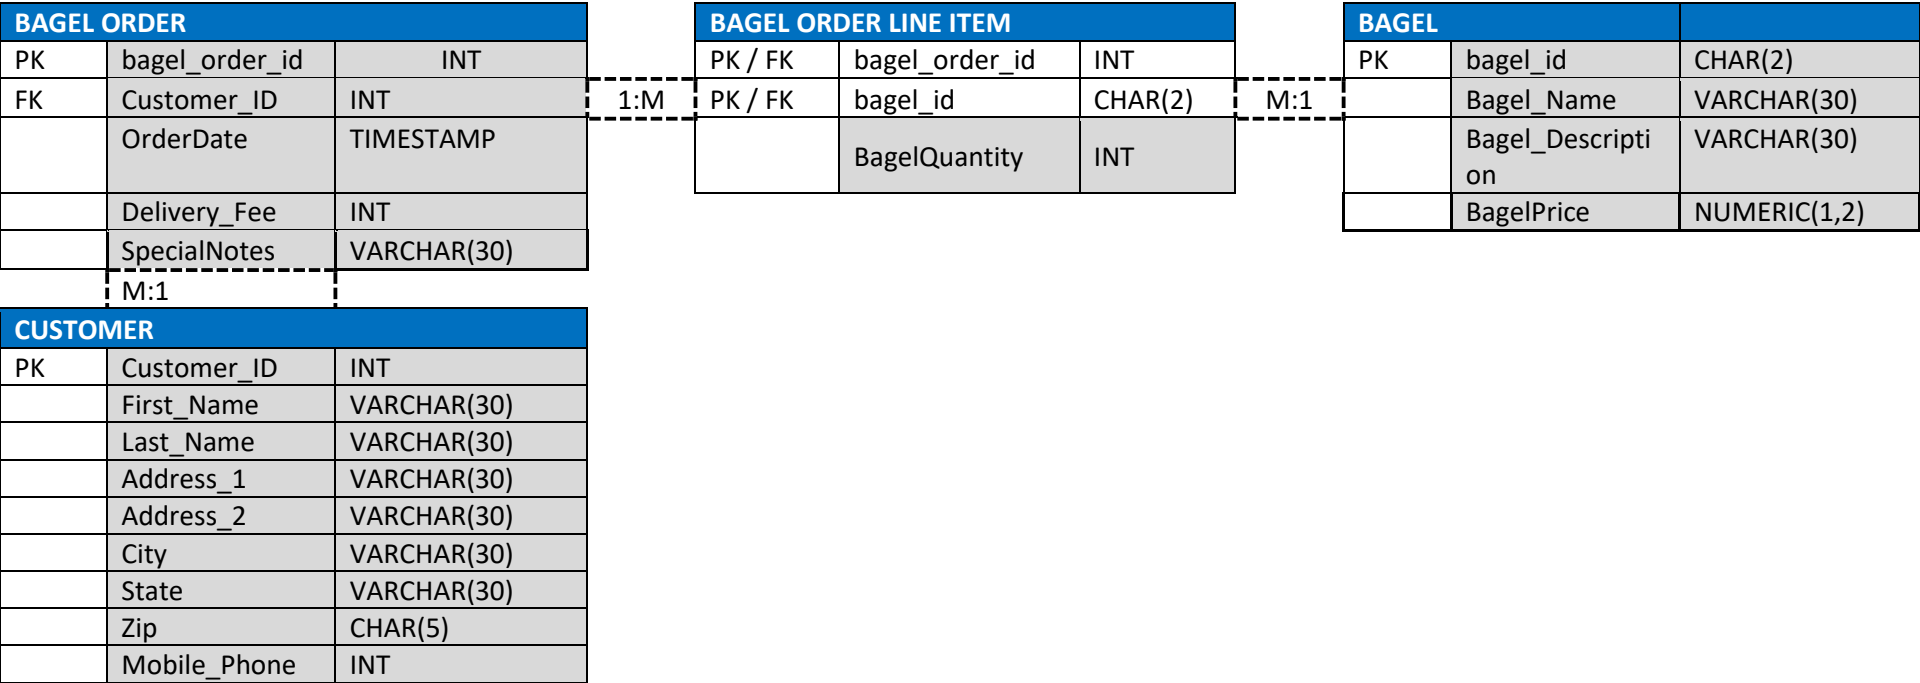 BAGEL ORDER BAGEL ORDER LINE ITEM BAGEL
PK bagel_order_id INT PK / FK bagel_order_id INT PK bagel_id CHAR(2)
FK Customer_ID INT 1:M PK / FK bagel_id CHAR(2) M:1 Bagel_Name VARCHAR(30)
OrderDate TIMESTAMP BagelQuantity INT Bagel_Descripti VARCHAR(30)
on
Delivery_Fee INT BagelPrice NUMERIC(1,2)
SpecialNotes VARCHAR(30)
M:1
CUSTOMER
PK Customer_ID INT
First_Name VARCHAR(30)
Last_Name VARCHAR(30)
Address_1 VARCHAR(30)
Address_2 VARCHAR(30)
City VARCHAR(30)
State VARCHAR(30)
Zip CHAR(5)
Mobile_Phone INT